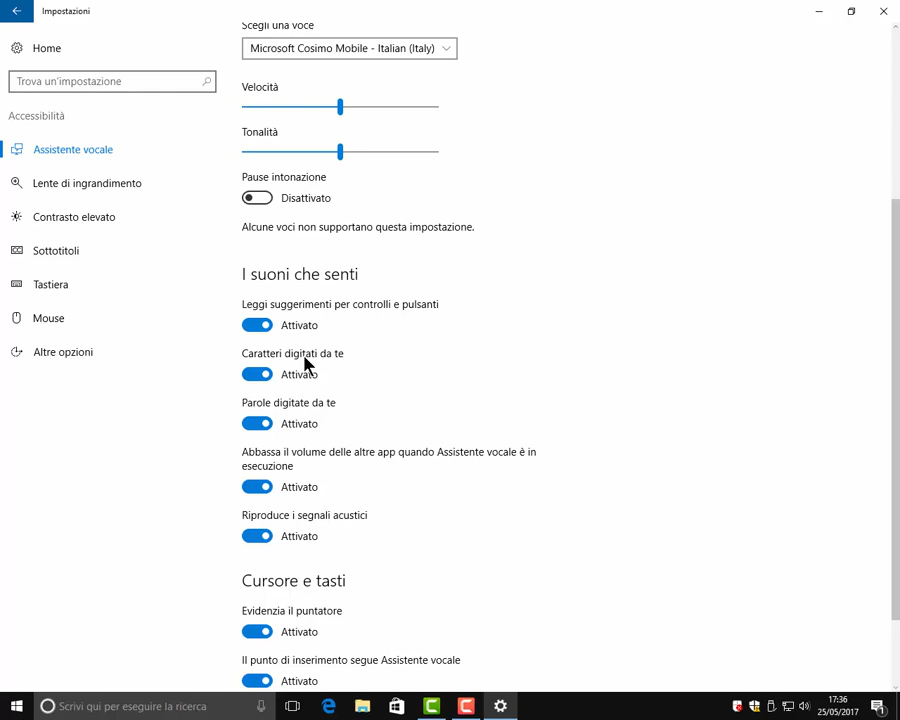 Impostazioni
Home
Trova un'impostazione
Accessibilità
Assistente vocale
Lente di ingrandimento
Contrasto elevato
Sottotitoli
Tastiera
Mouse
Altre opzioni
Scegli una voce
Microsoft Cosimo Mobile - Italian (Italy)
Velocità
Tonalità
Pause intonazione
Disattivato
Alcune voci non supportano questa impostazione.
I suoni che senti
Leggi suggerimenti per controlli e pulsanti
Attivato
Caratteri digitati da te
Attivato
Parole digitate da te
Attivato
Abbassa il volume delle altre app quando Assistente vocale è in
esecuzione
Attivato
Riproduce i segnali acustici
Attivato
Cursore e tasti
Evidenzia il puntatore
Attivato
Il punto di inserimento segue Assistente vocale
Attivato
Scrivi qui per eseguire la ricerca
17:36
25/05/2017
1